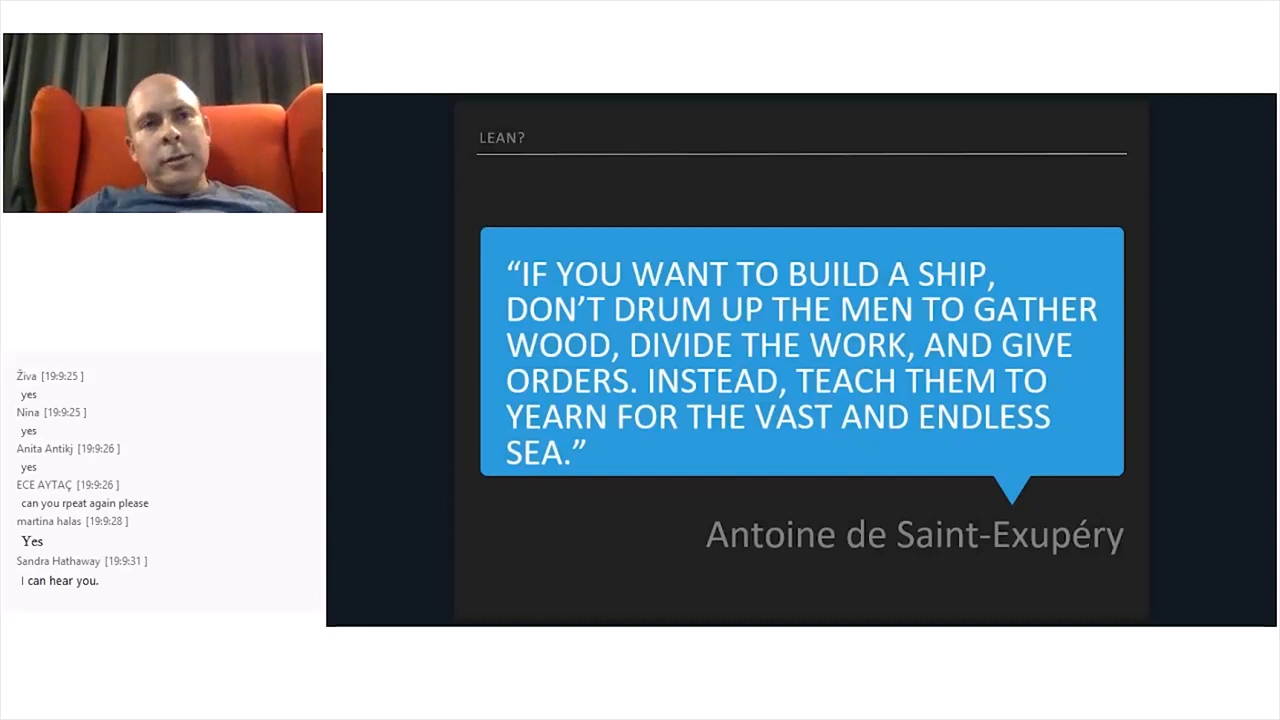 Živa [19:9:25 ]
yes
Nina [19:9:25 ]
yes
Anita Antikj [19:9:26 ]
yes
ECE AYTAÇ [19:9:26 ]
can you rpeat again please
martina halas [19:9:28 ]
Yes
Sandra Hathaway [19:9:31 ]
I can hear you.
LEAN?
“IF YOU WANT TO BUILD A SHIP,
DON’T DRUM UP THE MEN TO GATHER
WOOD, DIVIDE THE WORK, AND GIVE
ORDERS. INSTEAD, TEACH THEM TO
YEARN FOR THE VAST AND ENDLESS
SEA.”
Antoine de Saint-Exupéry